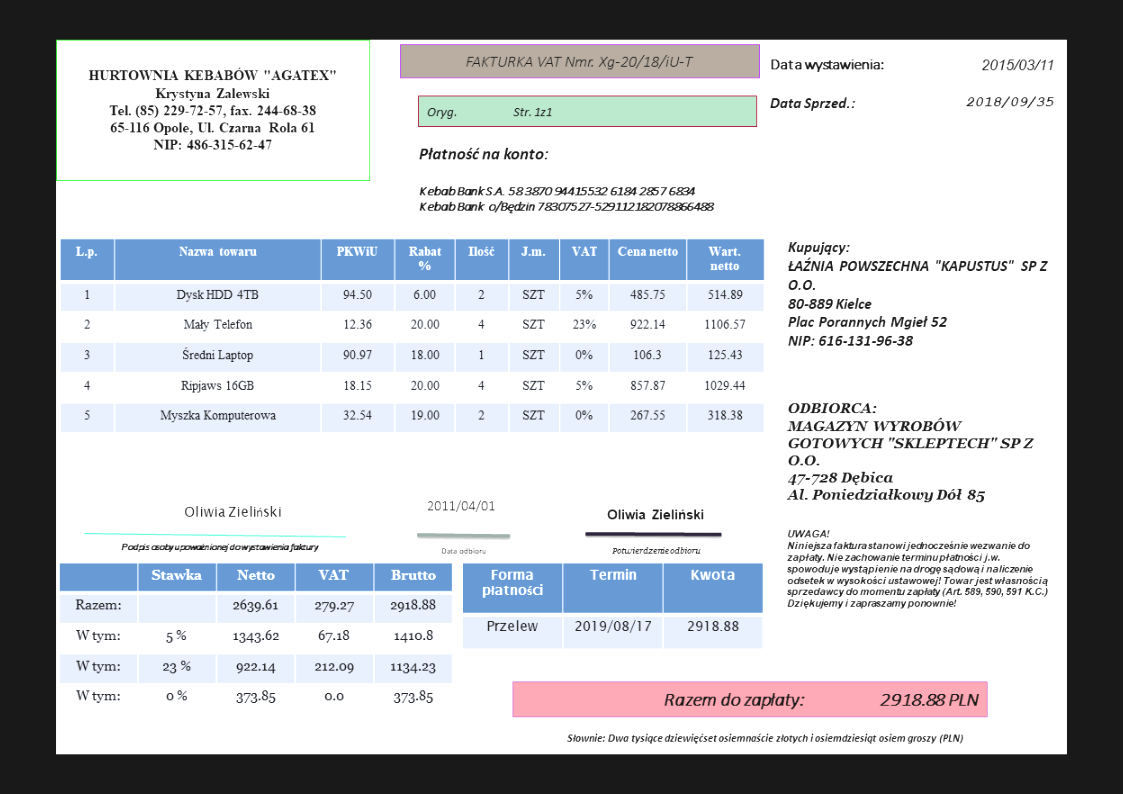 HURTOWNIA KEBABÓW "AGATEX"
Krystyna Zalewski
Tel. (85) 229-72-57, fax. 244-68-38
65-116 Opole, Ul. Czarna Rola 61
NIP: 486-315-62-47
FAKTURKA VAT Nmr. Xg-20/18/iU-T
Oryg. Str. 1z1
Data wystawienia: 2015/03/11
Data Sprzed.: 2018/09/35
Płatność na konto:
Kebab Bank S.A. 58 3870 9441 5532 6184 2857 6834
Kebab Bank o/Będzin 78307527-529112182078866488
L.p. Nazwa towaru PKWiU Rabat % Ilość J.m. VAT Cena netto Wart. netto
1 Dysk HDD 4TB 94.50 6.00 2 SZT 5% 485.75 514.89
2 Mały Telefon 12.36 20.00 4 SZT 23% 922.14 1106.57
3 Średni Laptop 90.97 18.00 1 SZT 0% 106.3 125.43
4 Ripjaws 16GB 18.15 20.00 4 SZT 5% 857.87 1029.44
5 Myszka Komputerowa 32.54 19.00 2 SZT 0% 267.55 318.38
Kupujący:
ŁAŹNIA POWSZECHNA "KAPUSTUS" SP Z
O.O.
80-889 Kielce
Plac Porannych Mgieł 52
NIP: 616-131-96-38
ODBIORCA:
MAGAZYN WYROBÓW
GOTOWYCH "SKLEPTECH" SP Z
O.O.
47-728 Dębica
Al. Poniedziałkowy Dół 85
UWAGA!
Niniejsza faktura stanowi jednocześnie wezwanie do
zapłaty. Nie zachowanie terminu płatności j.w.
spowoduje wystąpienie na drogę sądową i naliczenie
odsetek w wysokości ustawowej! Towar jest własnością
sprzedawcy do momentu zapłaty (Art. 589, 590, 591 K.C.)
Dziękujemy i zapraszamy ponownie!
Oliwia Zieliński
Podpis osoby upoważnionej do wystawienia faktury
2011/04/01
Data odbioru
Oliwia Zieliński
Potwierdzenie odbioru
Stawka Netto VAT Brutto
Razem: 2639.61 279.27 2918.88
W tym: 5 % 1343.62 67.18 1410.8
W tym: 23 % 922.14 212.09 1134.23
W tym: 0 % 373.85 0.0 373.85
Forma płatności Termin Kwota
Przelew 2019/08/17 2918.88
Razem do zapłaty: 2918.88 PLN
Słownie: Dwa tysiące dziewięćset osiemnaście złotych i osiemdziesiąt osiem groszy (PLN)